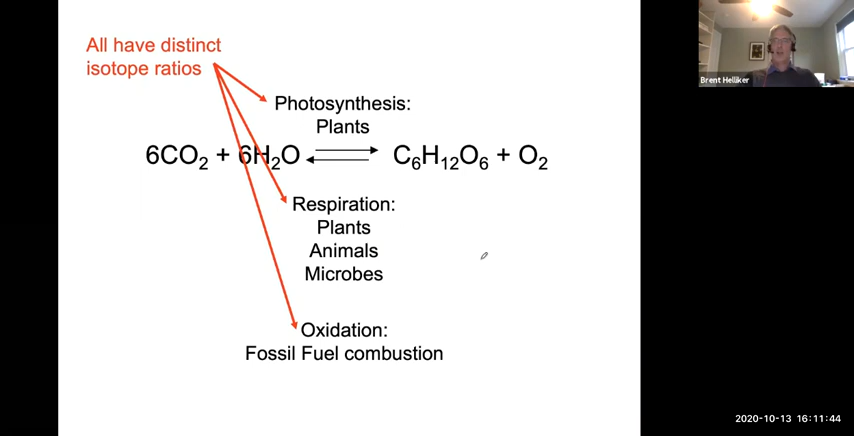 All have distinct
isotope ratios
Brent Helliker
Photosynthesis:
Plants
6CO₂ + 6H₂O ⇌ C₆H₁₂O₆ + O₂
Respiration:
Plants
Animals
Microbes
Oxidation:
Fossil Fuel combustion
2020-10-13 16:11:44